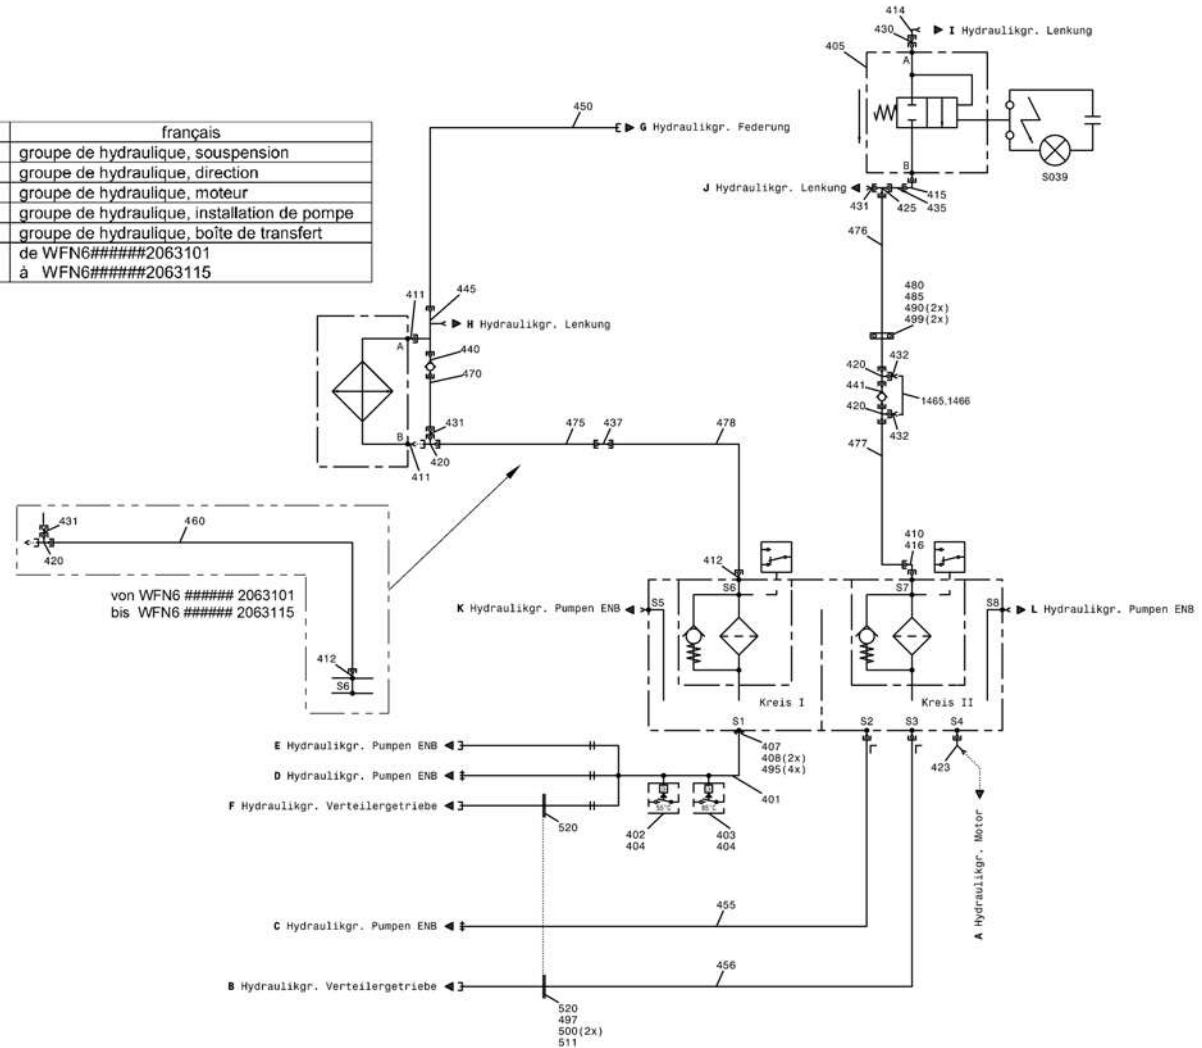 414
430
I Hydraulikgr. Lenkung
405
A
450
G Hydraulikgr. Federung
français
groupe de hydraulique, souspension
groupe de hydraulique, direction
groupe de hydraulique, moteur
groupe de hydraulique, installation de pompe
groupe de hydraulique, boîte de transfert
de WFN6######2063101
à WFN6######2063115
B
S039
J Hydraulikgr. Lenkung
431
425
415
435
476
411
445
H Hydraulikgr. Lenkung
A
440
470
480
485
490(2x)
499(2x)
420
432
441
420
1465,1466
432
477
431
B
420
411
475
437
478
431
460
420
von WFN6 ###### 2063101
bis WFN6 ###### 2063115
412
S6
410
416
412
S6
S7
K Hydraulikgr. Pumpen ENB
S5
S8
L Hydraulikgr. Pumpen ENB
Kreis I
Kreis II
S1
S2
S3
S4
407
408(2x)
495(4x)
401
423
E Hydraulikgr. Pumpen ENB
D Hydraulikgr. Pumpen ENB
F Hydraulikgr. Verteilergetriebe
520
55°C
402
404
85°C
403
404
A Hydraulikgr. Motor
455
C Hydraulikgr. Pumpen ENB
456
B Hydraulikgr. Verteilergetriebe
520
497
500(2x)
511